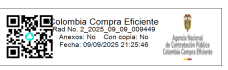 Colombia Compra Eficiente
Rad No. 2_2025_09_09_009449
Anexos: No Con copia: No
Fecha: 09/09/2025 21:25:46
Agencia Nacional
de Contratación Pública
Colombia Compra Eficiente